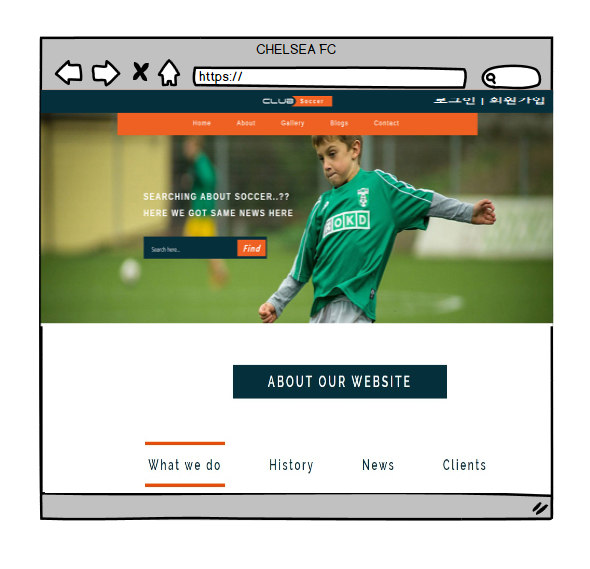 CHELSEA FC
https://
CLUB Soccer
로그인 | 회원가입
Home About Gallery Blogs Contact
SEARCHING ABOUT SOCCER..??
HERE WE GOT SAME NEWS HERE
Search here...
Find
KOKD
ABOUT OUR WEBSITE
What we do History News Clients